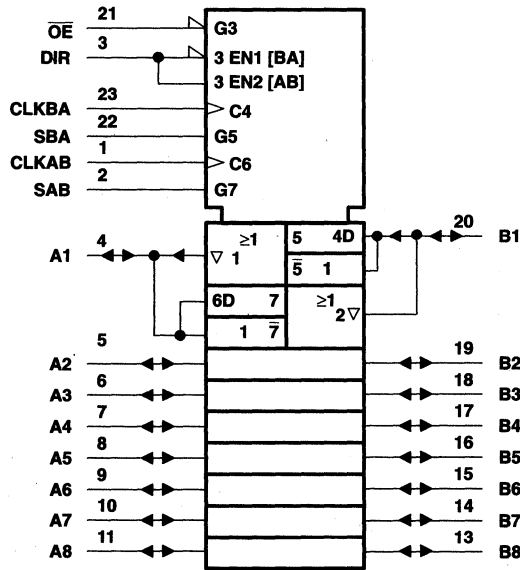 OE 21 G3
DIR 3 3 EN1 [BA]
3 EN2 [AB]
CLKBA 23 C4
SBA 22 G5
CLKAB 1 C6
SAB 2 G7
A1 4 ≥1 ▽ 1 5 4D 20 B1
5̅ 1
6D 7 ≥1 2 ▽
1 7̅
A2 5 19 B2
A3 6 18 B3
A4 7 17 B4
A5 8 16 B5
A6 9 15 B6
A7 10 14 B7
A8 11 13 B8